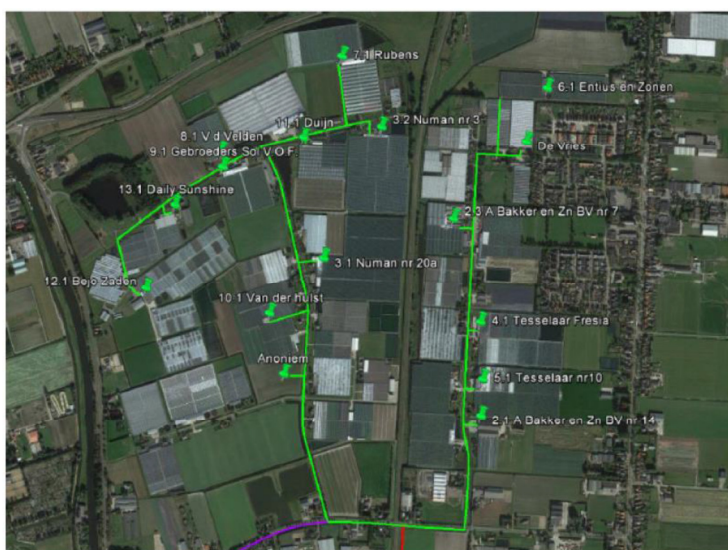 7.1 Rubens
6.1 Entius en Zonen
11.1 Duijn
3.2 Numan nr 3
8.1 V d Velden
De Vries
9.1 Gebroeders Sol V.O.F.
13.1 Daily Sunshine
2.3 A Bakker en Zn BV nr 7
3.1 Numan nr 20a
12.1 Bejo Zaden
10.1 Van der hulst
4.1 Tesselaar Fresia
Anoniem
5.1 Tesselaar nr10
2.1 A Bakker en Zn BV nr 14